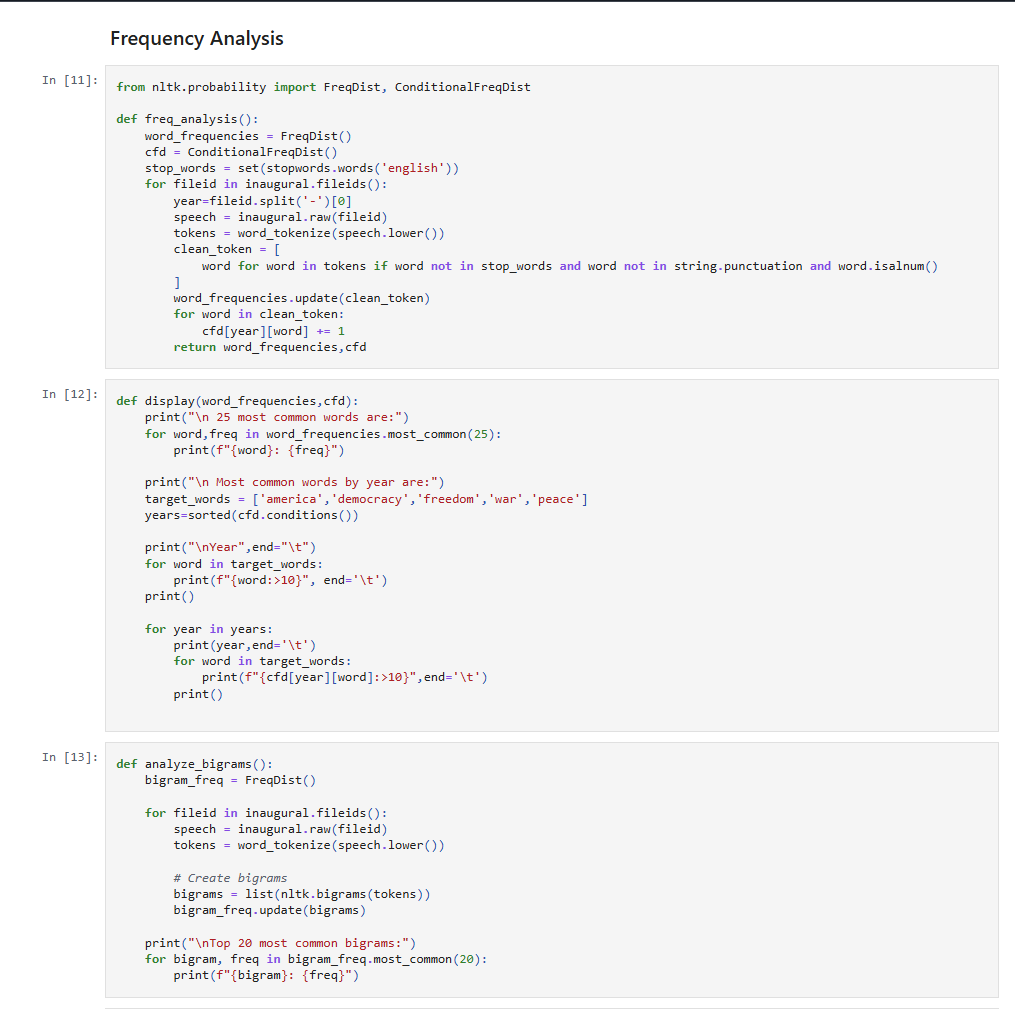 Frequency Analysis
In [11]:
from nltk.probability import FreqDist, ConditionalFreqDist
def freq_analysis():
    word_frequencies = FreqDist()
    cfd = ConditionalFreqDist()
    stop_words = set(stopwords.words('english'))
    for fileid in inaugural.fileids():
        year=fileid.split('-')[0]
        speech = inaugural.raw(fileid)
        tokens = word_tokenize(speech.lower())
        clean_token = [
            word for word in tokens if word not in stop_words and word not in string.punctuation and word.isalnum()
        ]
        word_frequencies.update(clean_token)
        for word in clean_token:
            cfd[year][word] += 1
        return word_frequencies,cfd
In [12]:
def display(word_frequencies,cfd):
    print("\n 25 most common words are:")
    for word,freq in word_frequencies.most_common(25):
        print(f"{word}: {freq}")
    print("\n Most common words by year are:")
    target_words = ['america','democracy','freedom','war','peace']
    years=sorted(cfd.conditions())
    print("\nYear",end="\t")
    for word in target_words:
        print(f"{word:>10}", end='\t')
    print()
    for year in years:
        print(year,end='\t')
        for word in target_words:
            print(f"{cfd[year][word]:>10}",end='\t')
        print()
In [13]:
def analyze_bigrams():
    bigram_freq = FreqDist()
    for fileid in inaugural.fileids():
        speech = inaugural.raw(fileid)
        tokens = word_tokenize(speech.lower())
        # Create bigrams
        bigrams = list(nltk.bigrams(tokens))
        bigram_freq.update(bigrams)
    print("\nTop 20 most common bigrams:")
    for bigram, freq in bigram_freq.most_common(20):
        print(f"{bigram}: {freq}")